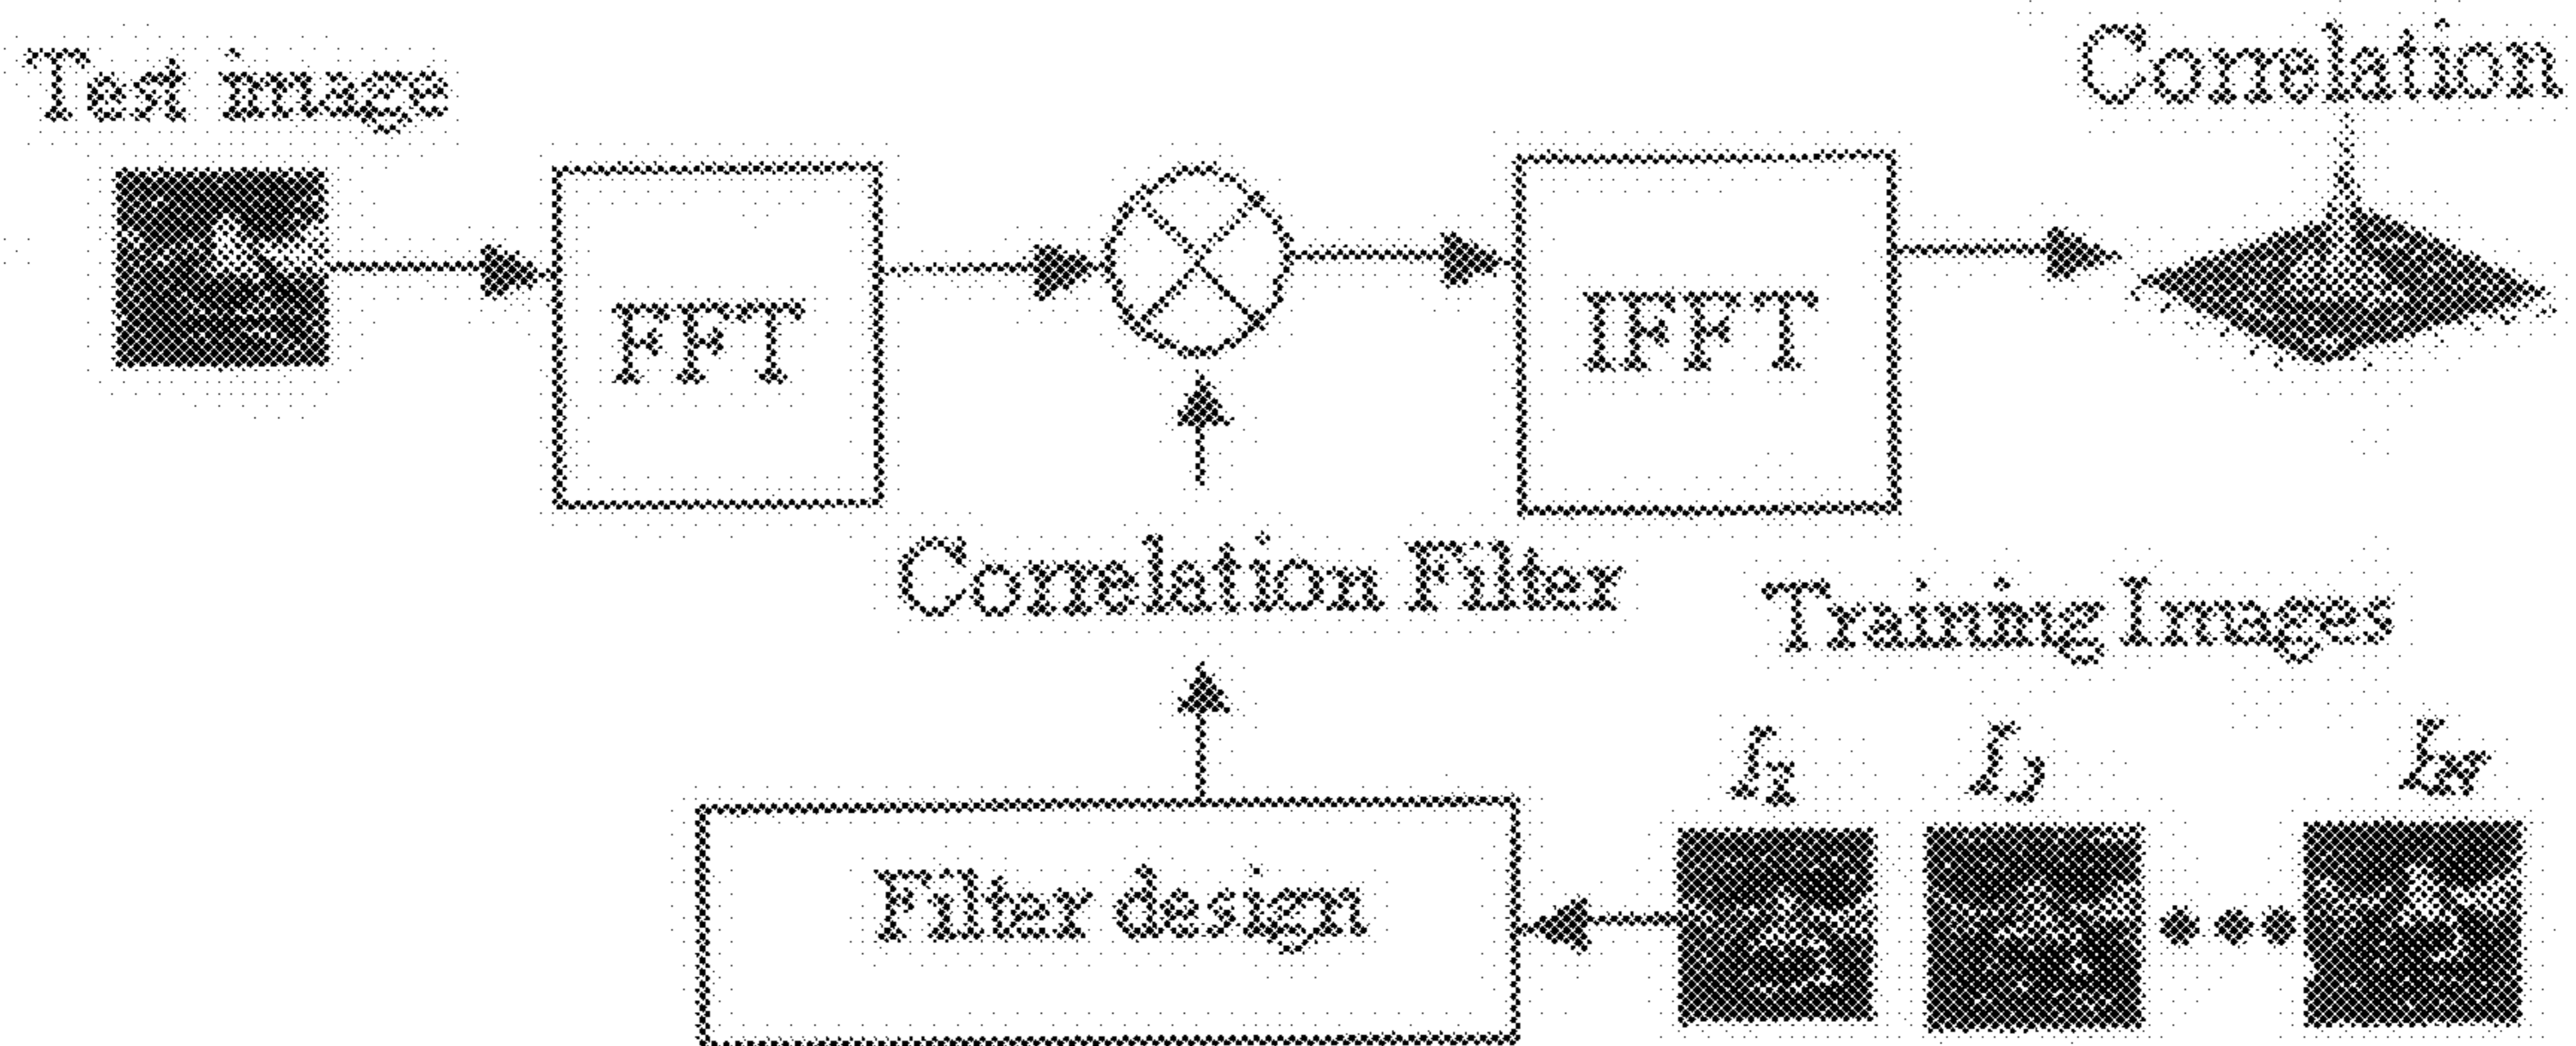 Test image
Correlation
FFT
IFFT
Correlation Filter
Training Images
Filter design